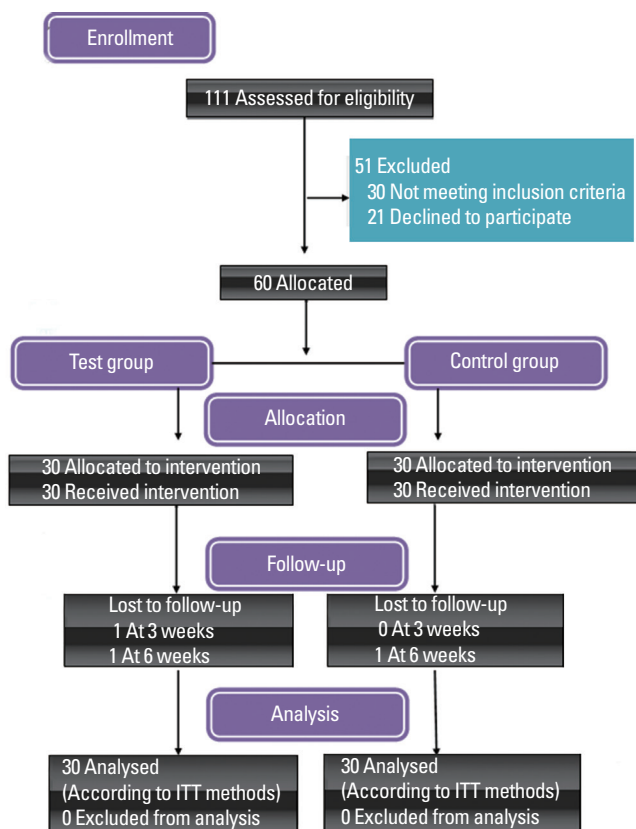 Enrollment
111 Assessed for eligibility
51 Excluded
30 Not meeting inclusion criteria
21 Declined to participate
60 Allocated
Test group
Control group
Allocation
30 Allocated to intervention
30 Received intervention
30 Allocated to intervention
30 Received intervention
Follow-up
Lost to follow-up
1 At 3 weeks
1 At 6 weeks
Lost to follow-up
0 At 3 weeks
1 At 6 weeks
Analysis
30 Analysed
(According to ITT methods)
0 Excluded from analysis
30 Analysed
(According to ITT methods)
0 Excluded from analysis